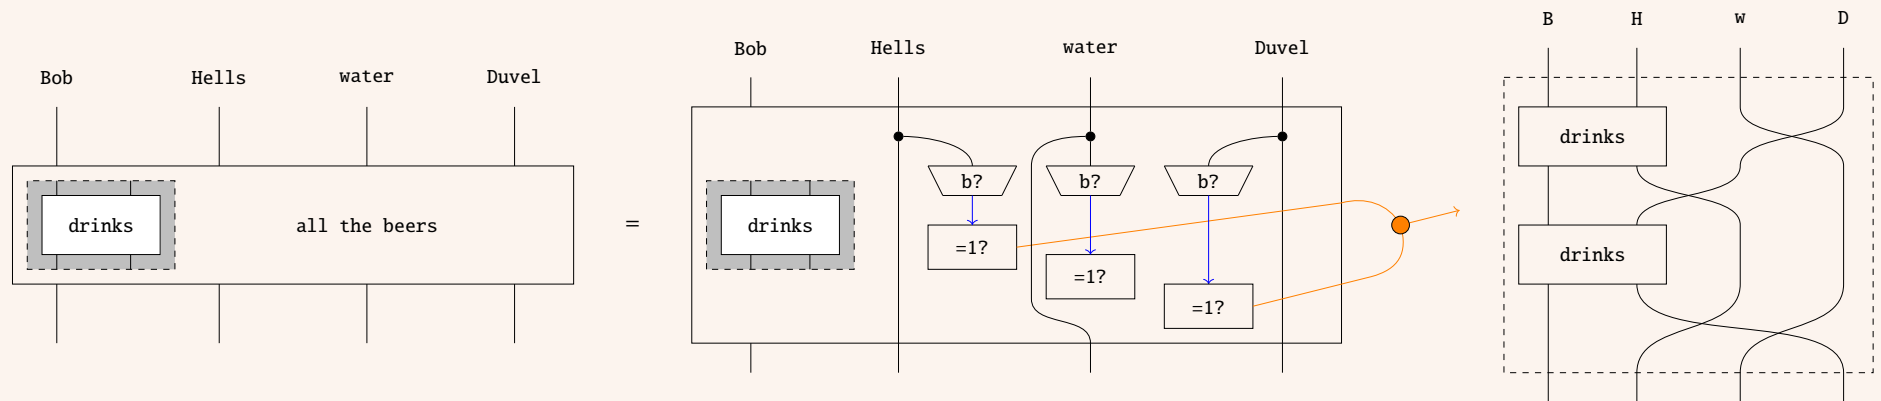 Bob Hells water Duvel
drinks all the beers
=
Bob Hells water Duvel
b? b? b?
drinks
=1?
=1?
=1?
B H w D
drinks
drinks